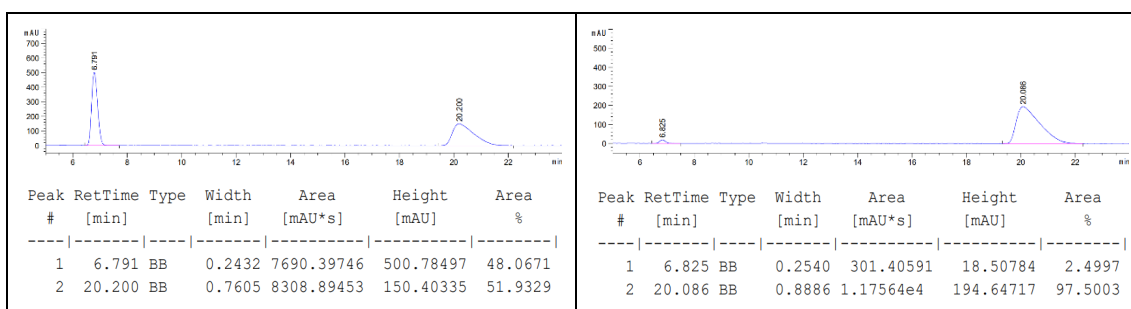 mAU
700
600
500
400
300
200
100
0
6.791
20.200
6 8 10 12 14 16 18 20 22 min
Peak RetTime Type Width Area Height Area
# [min] [min] [mAU*s] [mAU] %
----|-------|----|-------|----------|----------|--------|
1 6.791 BB 0.2432 7690.39746 500.78497 48.0671
2 20.200 BB 0.7605 8308.89453 150.40335 51.9329
mAU
500
400
300
200
100
0
6.825
20.086
6 8 10 12 14 16 18 20 22 min
Peak RetTime Type Width Area Height Area
# [min] [min] [mAU*s] [mAU] %
----|-------|----|-------|----------|----------|--------|
1 6.825 BB 0.2540 301.40591 18.50784 2.4997
2 20.086 BB 0.8886 1.17564e4 194.64717 97.5003